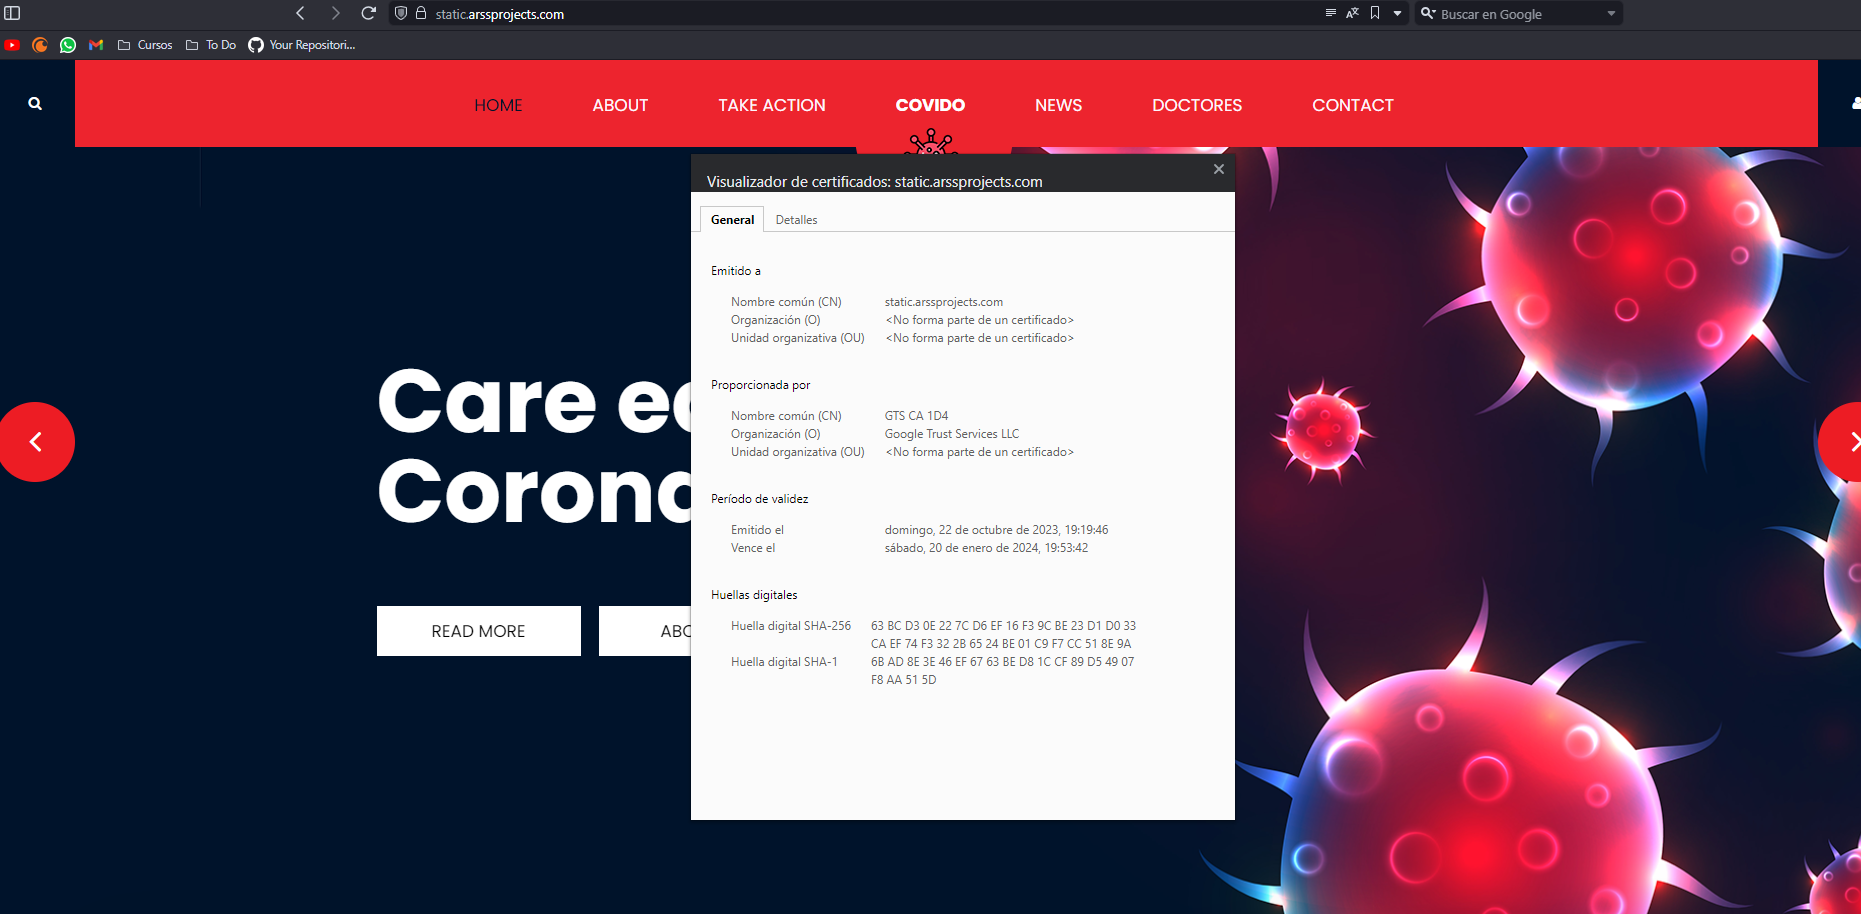 static.arssprojects.com
Buscar en Google
Cursos
To Do
Your Repositori...
HOME
ABOUT
TAKE ACTION
COVIDO
NEWS
DOCTORES
CONTACT
Visualizador de certificados: static.arssprojects.com
General
Detalles
Emitido a
Nombre común (CN) static.arssprojects.com
Organización (O) <No forma parte de un certificado>
Unidad organizativa (OU) <No forma parte de un certificado>
Proporcionada por
Nombre común (CN) GTS CA 1D4
Organización (O) Google Trust Services LLC
Unidad organizativa (OU) <No forma parte de un certificado>
Período de validez
Emitido el domingo, 22 de octubre de 2023, 19:19:46
Vence el sábado, 20 de enero de 2024, 19:53:42
Huellas digitales
Huella digital SHA-256 63 BC D3 0E 22 7C D6 EF 16 F3 9C BE 23 D1 D0 33
CA EF 74 F3 32 2B 65 24 BE 01 C9 F7 CC 51 8E 9A
Huella digital SHA-1 6B AD 8E 3E 46 EF 67 63 BE D8 1C CF 89 D5 49 07
F8 AA 51 5D
Care
Corona
READ MORE